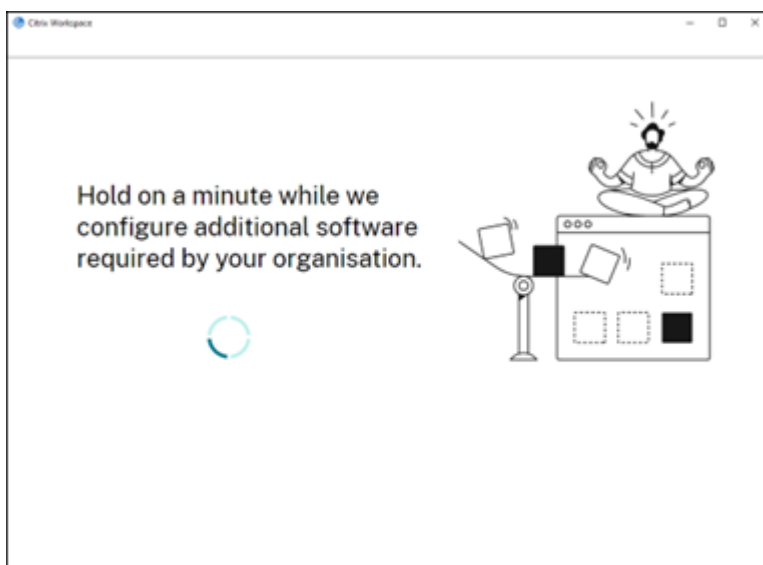 Citrix Workspace
Hold on a minute while we
configure additional software
required by your organisation.